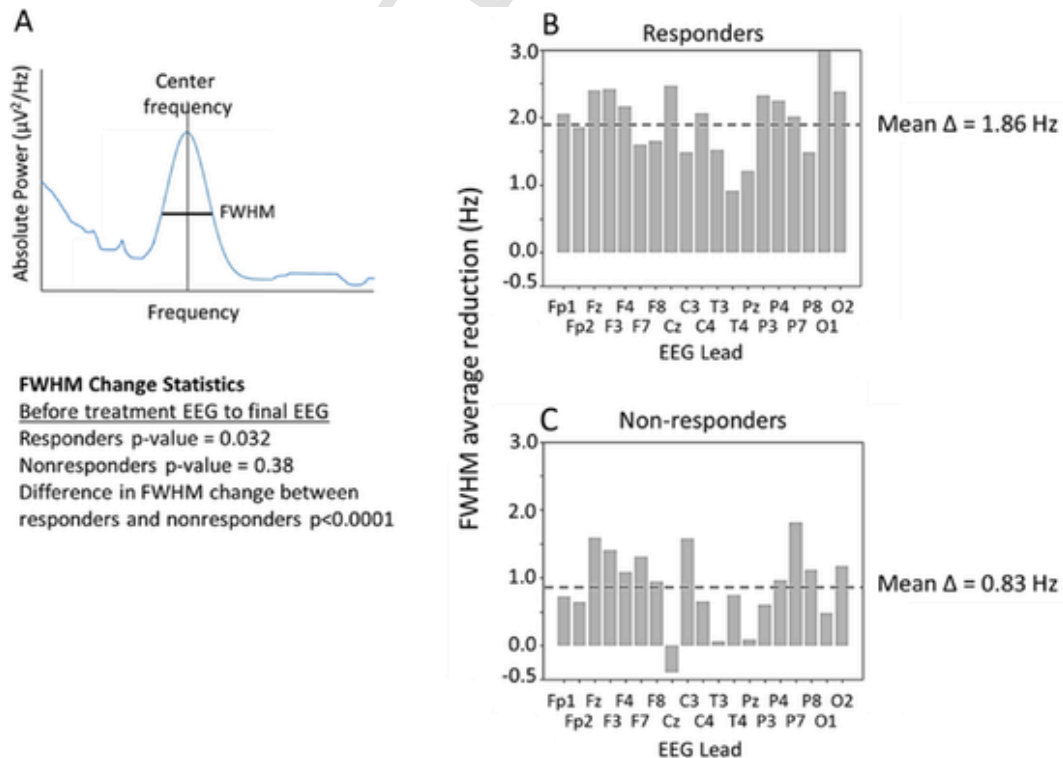 A
Absolute Power (µV²/Hz)
Center
frequency
FWHM
Frequency
FWHM Change Statistics
Before treatment EEG to final EEG
Responders p-value = 0.032
Nonresponders p-value = 0.38
Difference in FWHM change between
responders and nonresponders p<0.0001
FWHM average reduction (Hz)
B
Responders
3.0
2.0
1.0
0.0
-0.5
Mean Δ = 1.86 Hz
Fp1 Fz F4 F8 C3 T3 Pz P4 P8 O2
Fp2 F3 F7 Cz C4 T4 P3 P7 O1
EEG Lead
C
Non-responders
3.0
2.0
1.0
0.0
-0.5
Mean Δ = 0.83 Hz
Fp1 Fz F4 F8 C3 T3 Pz P4 P8 O2
Fp2 F3 F7 Cz C4 T4 P3 P7 O1
EEG Lead